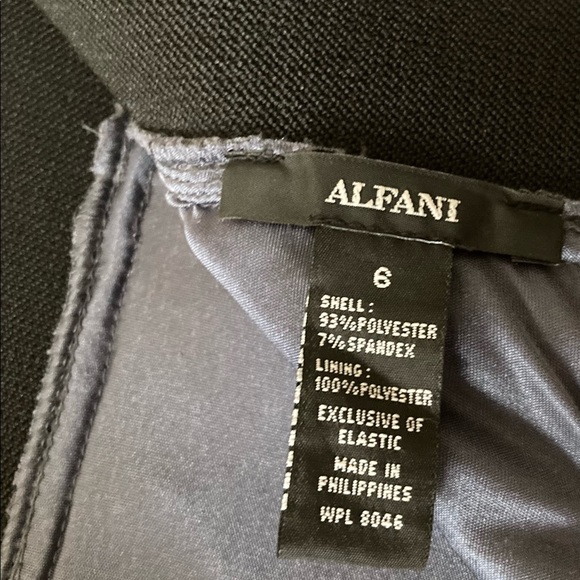 ALFANI
6
SHELL:
93%POLYESTER
7%SPANDEX
LINING:
100%POLYESTER
EXCLUSIVE OF
ELASTIC
MADE IN
PHILIPPINES
WPL 8046